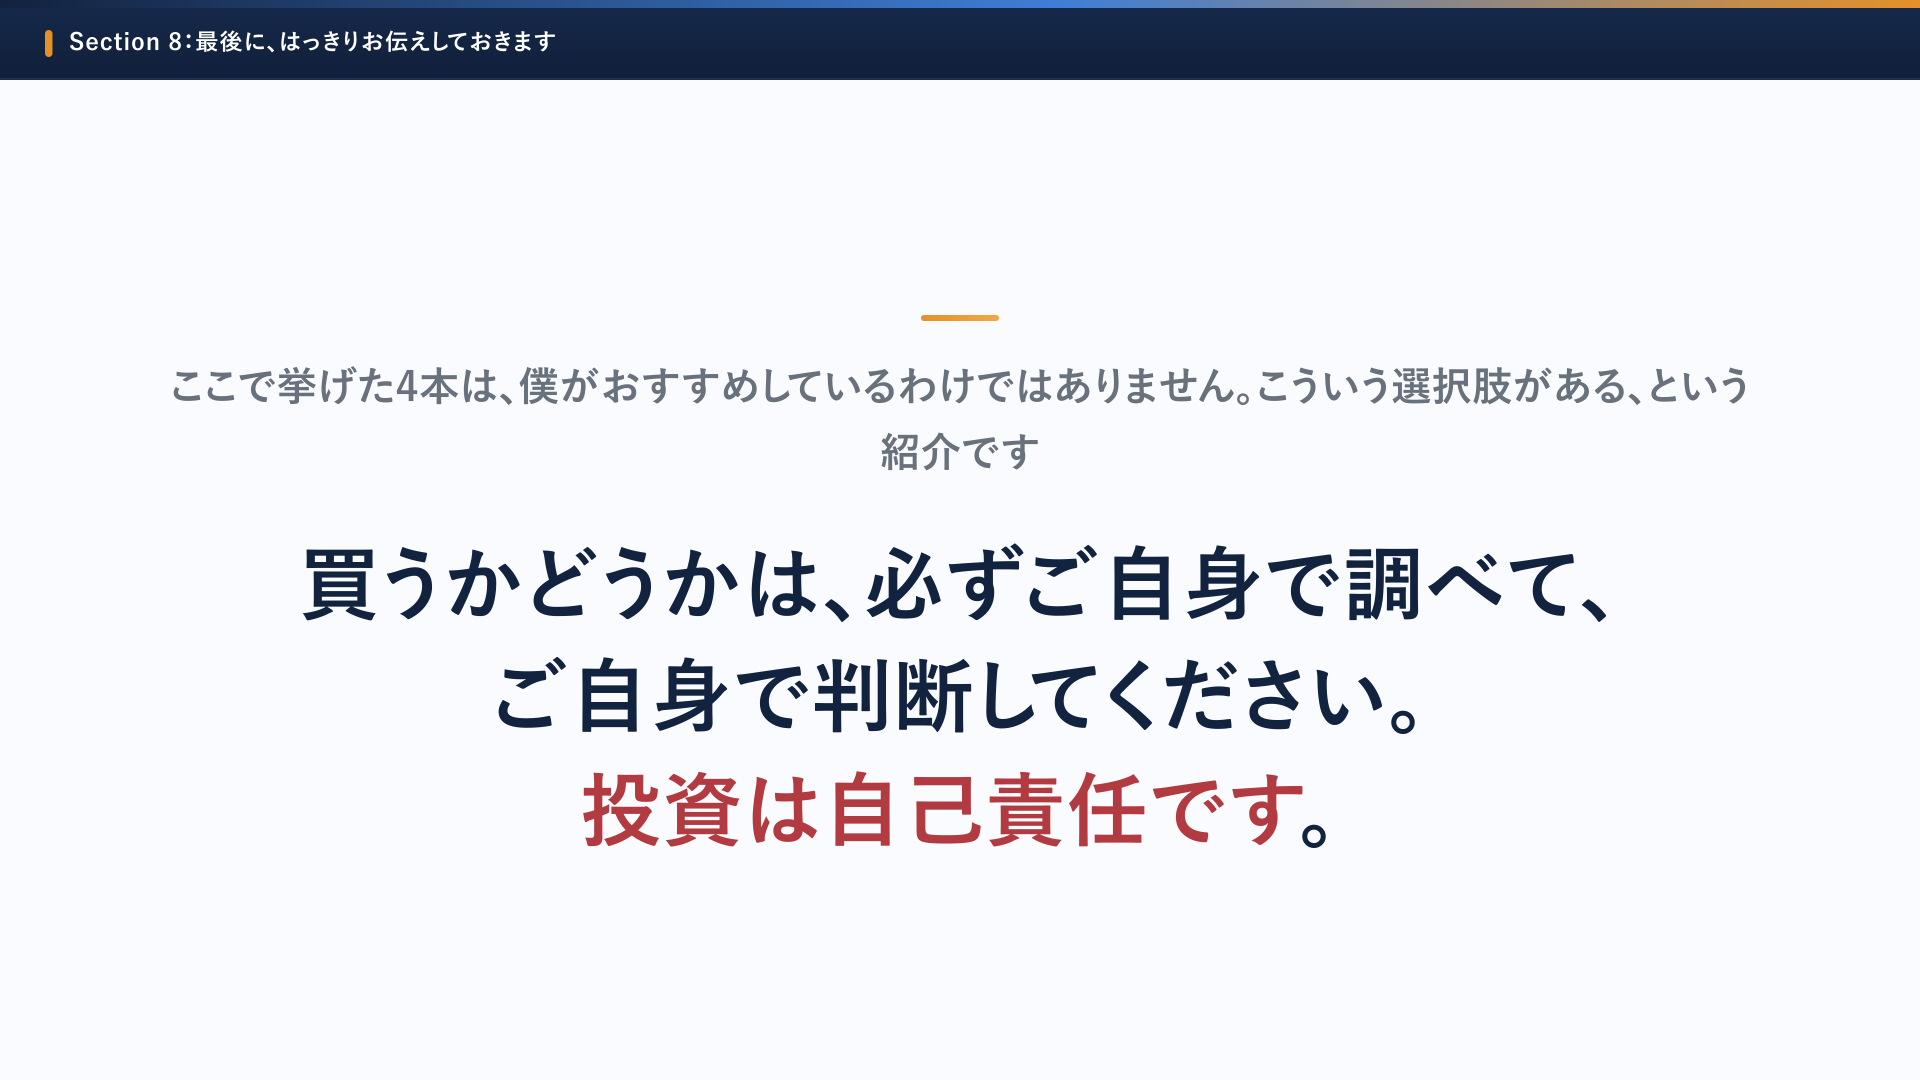 Section 8：最後に、はっきりお伝えしておきます
ここで挙げた4本は、僕がおすすめしているわけではありません。こういう選択肢がある、という
紹介です
買うかどうかは、必ずご自身で調べて、
ご自身で判断してください。
投資は自己責任です。